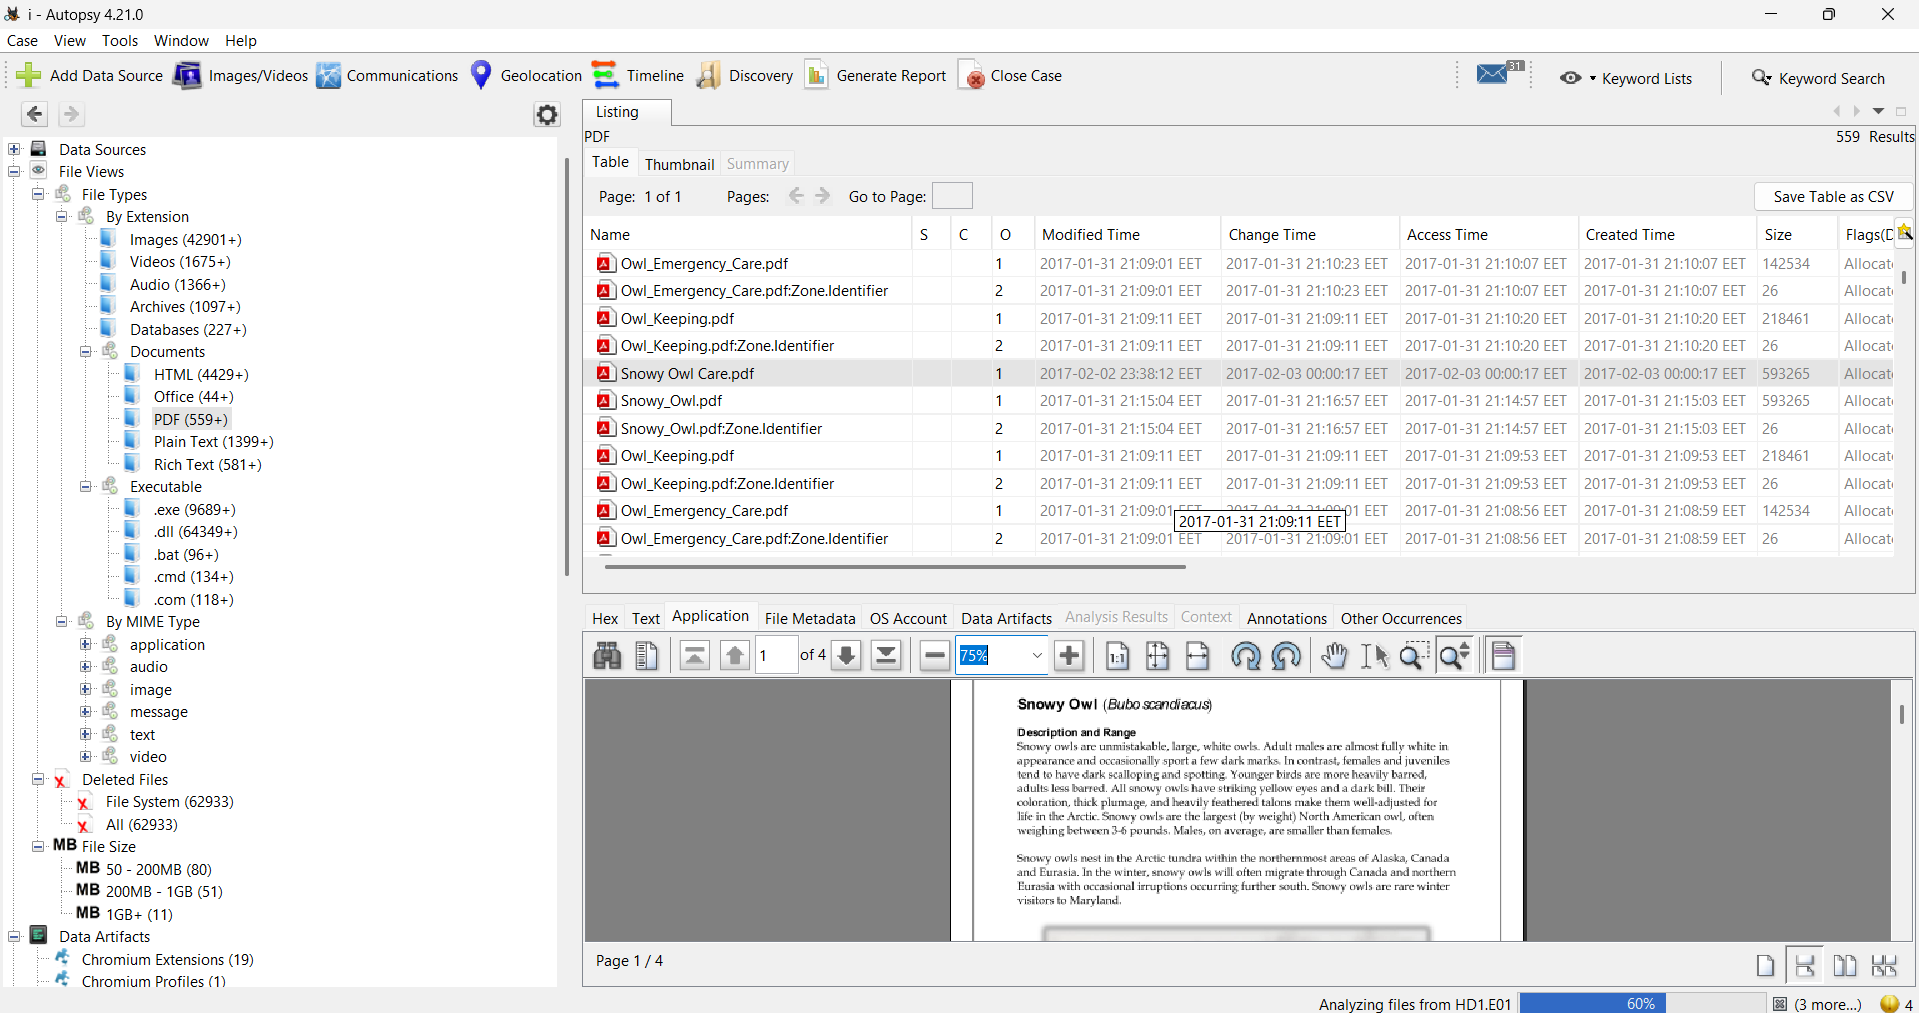 i - Autopsy 4.21.0
Case View Tools Window Help
Add Data Source Images/Videos Communications Geolocation Timeline Discovery Generate Report Close Case 31 Keyword Lists Keyword Search
Data Sources
File Views
File Types
By Extension
Images (42901+)
Videos (1675+)
Audio (1366+)
Archives (1097+)
Databases (227+)
Documents
HTML (4429+)
Office (44+)
PDF (559+)
Plain Text (1399+)
Rich Text (581+)
Executable
.exe (9689+)
.dll (64349+)
.bat (96+)
.cmd (134+)
.com (118+)
By MIME Type
application
audio
image
message
text
video
Deleted Files
File System (62933)
All (62933)
MB File Size
MB 50 - 200MB (80)
MB 200MB - 1GB (51)
MB 1GB+ (11)
Data Artifacts
Chromium Extensions (19)
Chromium Profiles (1)
Listing
PDF 559 Results
Table Thumbnail Summary
Page: 1 of 1 Pages: Go to Page: Save Table as CSV
Name S C O Modified Time Change Time Access Time Created Time Size Flags(D
Owl_Emergency_Care.pdf 1 2017-01-31 21:09:01 EET 2017-01-31 21:10:23 EET 2017-01-31 21:10:07 EET 2017-01-31 21:10:07 EET 142534 Allocat
Owl_Emergency_Care.pdf:Zone.Identifier 2 2017-01-31 21:09:01 EET 2017-01-31 21:10:23 EET 2017-01-31 21:10:07 EET 2017-01-31 21:10:07 EET 26 Allocat
Owl_Keeping.pdf 1 2017-01-31 21:09:11 EET 2017-01-31 21:09:11 EET 2017-01-31 21:10:20 EET 2017-01-31 21:10:20 EET 218461 Allocat
Owl_Keeping.pdf:Zone.Identifier 2 2017-01-31 21:09:11 EET 2017-01-31 21:09:11 EET 2017-01-31 21:10:20 EET 2017-01-31 21:10:20 EET 26 Allocat
Snowy Owl Care.pdf 1 2017-02-02 23:38:12 EET 2017-02-03 00:00:17 EET 2017-02-03 00:00:17 EET 2017-02-03 00:00:17 EET 593265 Allocat
Snowy_Owl.pdf 1 2017-01-31 21:15:04 EET 2017-01-31 21:16:57 EET 2017-01-31 21:14:57 EET 2017-01-31 21:15:03 EET 593265 Allocat
Snowy_Owl.pdf:Zone.Identifier 2 2017-01-31 21:15:04 EET 2017-01-31 21:16:57 EET 2017-01-31 21:14:57 EET 2017-01-31 21:15:03 EET 26 Allocat
Owl_Keeping.pdf 1 2017-01-31 21:09:11 EET 2017-01-31 21:09:11 EET 2017-01-31 21:09:53 EET 2017-01-31 21:09:53 EET 218461 Allocat
Owl_Keeping.pdf:Zone.Identifier 2 2017-01-31 21:09:11 EET 2017-01-31 21:09:11 EET 2017-01-31 21:09:53 EET 2017-01-31 21:09:53 EET 26 Allocat
Owl_Emergency_Care.pdf 1 2017-01-31 21:09:01 EET 2017-01-31 21:09:01 EET 2017-01-31 21:08:56 EET 2017-01-31 21:08:59 EET 142534 Allocat
2017-01-31 21:09:11 EET
Owl_Emergency_Care.pdf:Zone.Identifier 2 2017-01-31 21:09:01 EET 2017-01-31 21:09:01 EET 2017-01-31 21:08:56 EET 2017-01-31 21:08:59 EET 26 Allocat
Hex Text Application File Metadata OS Account Data Artifacts Analysis Results Context Annotations Other Occurrences
1 of 4 75% 1:1
Snowy Owl (Bubo scandiacus)
Description and Range
Snowy owls are unmistakable, large, white owls. Adult males are almost fully white in
appearance and occasionally sport a few dark marks. In contrast, females and juveniles
tend to have dark scalloping and spotting. Younger birds are more heavily barred,
adults less barred. All snowy owls have striking yellow eyes and a dark bill. Their
coloration, thick plumage, and heavily feathered talons make them well-adjusted for
life in the Arctic. Snowy owls are the largest (by weight) North American owl, often
weighing between 3-6 pounds. Males, on average, are smaller than females.
Snowy owls nest in the Arctic tundra within the northernmost areas of Alaska, Canada
and Eurasia. In the winter, snowy owls will often migrate through Canada and northern
Eurasia with occasional irruptions occurring further south. Snowy owls are rare winter
visitors to Maryland.
Page 1 / 4
Analyzing files from HD1.E01 60% (3 more...) 4